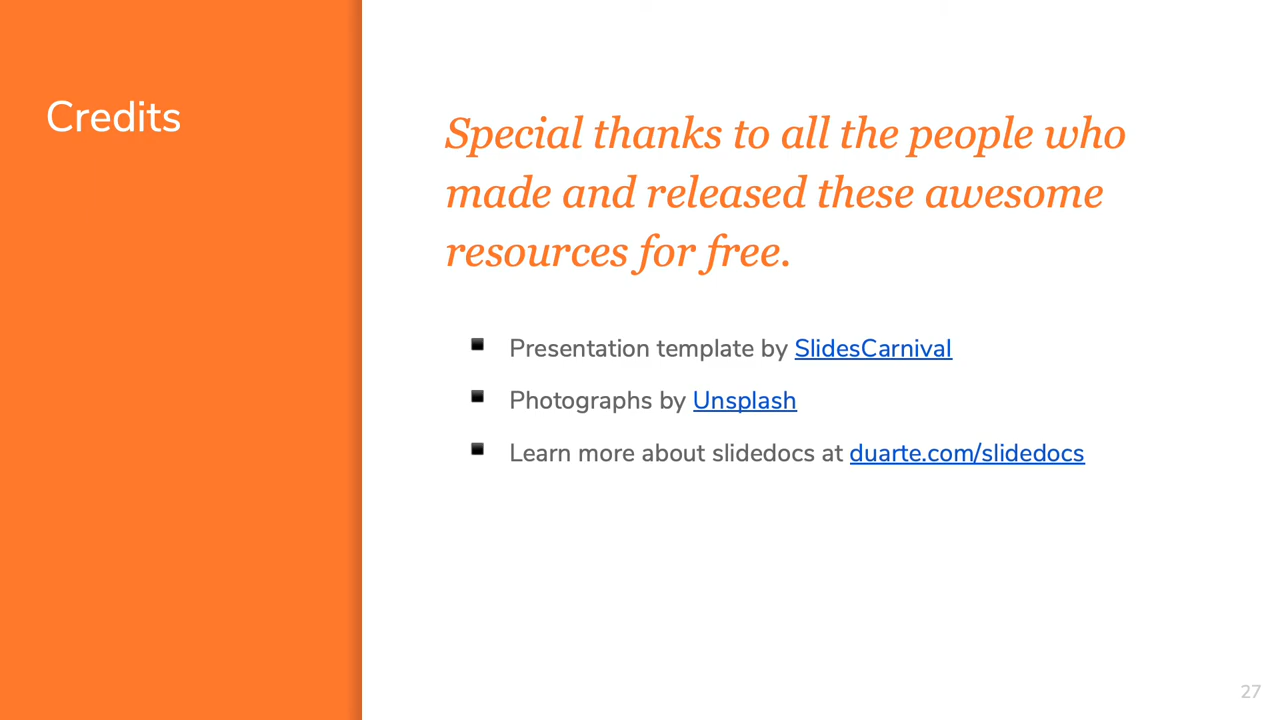 Credits
Special thanks to all the people who
made and released these awesome
resources for free.
Presentation template by SlidesCarnival
Photographs by Unsplash
Learn more about slidedocs at duarte.com/slidedocs
27